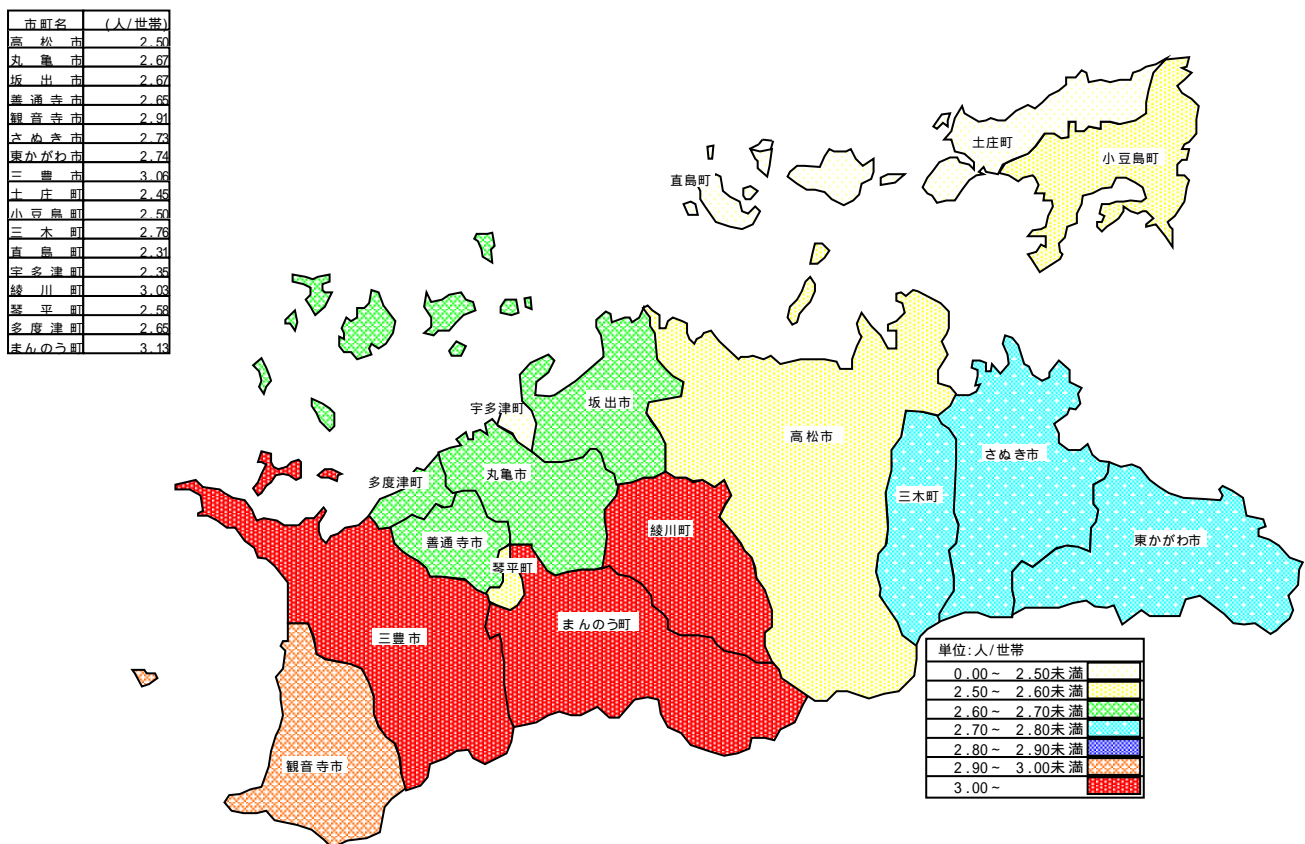 市町名 (人/世帯)
高松市 2.50
丸亀市 2.67
坂出市 2.67
善通寺市 2.65
観音寺市 2.91
さぬき市 2.73
東かがわ市 2.74
三豊市 3.06
土庄町 2.45
小豆島町 2.50
三木町 2.76
直島町 2.31
宇多津町 2.35
綾川町 3.03
琴平町 2.58
多度津町 2.65
まんのう町 3.13
土庄町
小豆島町
直島町
宇多津町
坂出市
高松市
さぬき市
丸亀市
多度津町
三木町
綾川町
善通寺市
東かがわ市
琴平町
まんのう町
三豊市
観音寺市
単位:人/世帯
0.00~ 2.50未満
2.50~ 2.60未満
2.60~ 2.70未満
2.70~ 2.80未満
2.80~ 2.90未満
2.90~ 3.00未満
3.00~